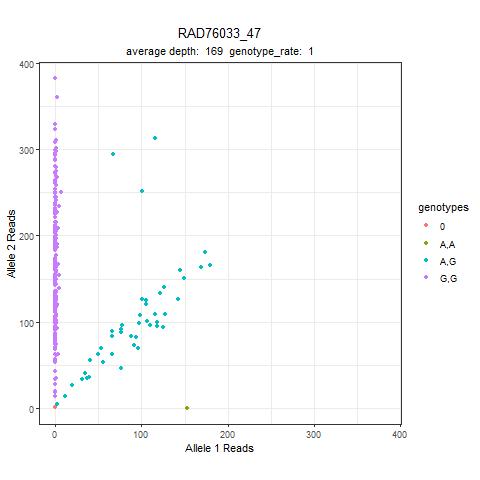 RAD76033_47
average depth: 169 genotype_rate: 1
400
300
200
100
0
Allele 2 Reads
0 100 200 300 400
Allele 1 Reads
genotypes
0
A,A
A,G
G,G